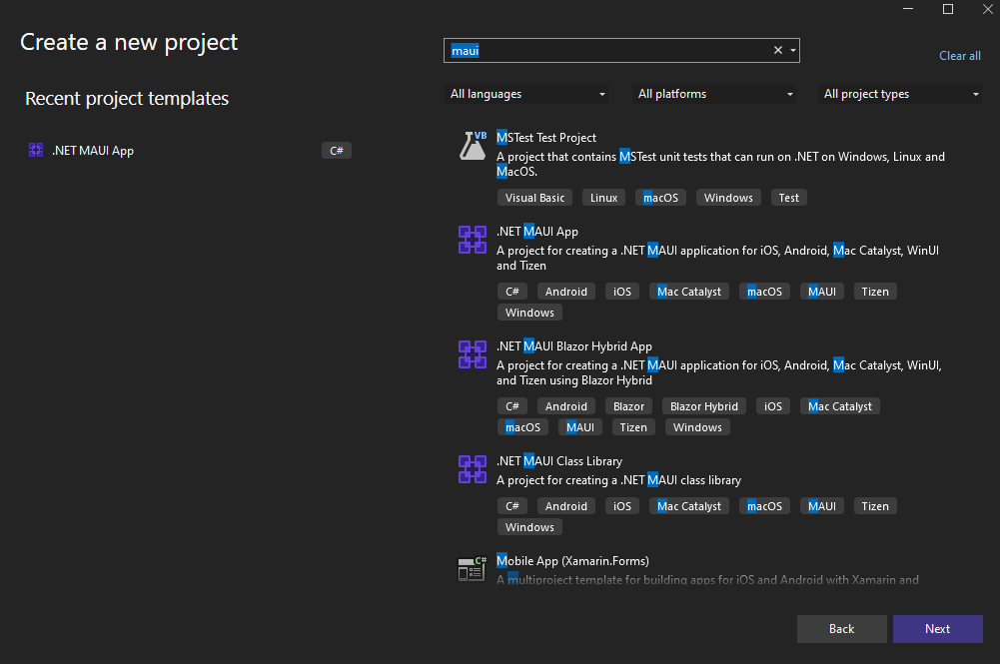 Create a new project
maui
Clear all
Recent project templates
All languages
All platforms
All project types
.NET MAUI App
C#
VB
MSTest Test Project
A project that contains MSTest unit tests that can run on .NET on Windows, Linux and
MacOS.
Visual Basic Linux macOS Windows Test
.NET MAUI App
A project for creating a .NET MAUI application for iOS, Android, Mac Catalyst, WinUI
and Tizen
C# Android iOS Mac Catalyst macOS MAUI Tizen
Windows
.NET MAUI Blazor Hybrid App
A project for creating a .NET MAUI application for iOS, Android, Mac Catalyst, WinUI,
and Tizen using Blazor Hybrid
C# Android Blazor Blazor Hybrid iOS Mac Catalyst
macOS MAUI Tizen Windows
.NET MAUI Class Library
A project for creating a .NET MAUI class library
C# Android iOS Mac Catalyst macOS MAUI Tizen
Windows
C#
Mobile App (Xamarin.Forms)
A multiproject template for building apps for iOS and Android with Xamarin and
Back
Next